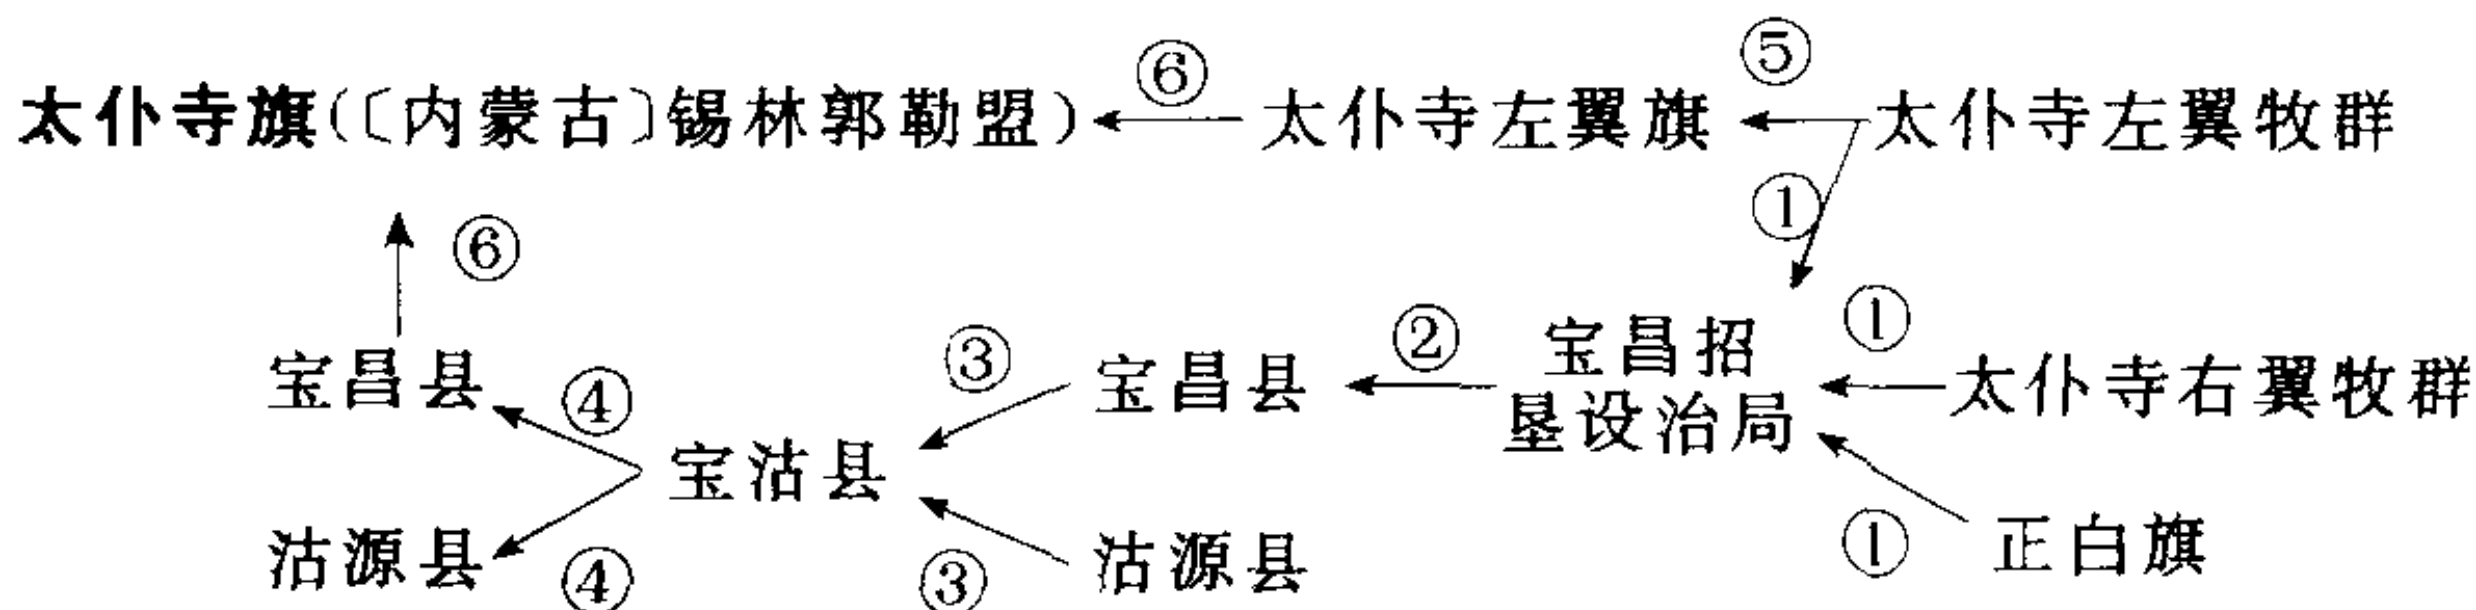 ⑥ ⑤
太仆寺旗(〔内蒙古〕锡林郭勒盟) 太仆寺左翼旗 太仆寺左翼牧群
①
⑥
宝昌县 ④ ③ 宝昌县 ② 宝昌招 ① 太仆寺右翼牧群
垦设治局
宝沽县
沽源县 ④ ③ 沽源县 ① 正白旗